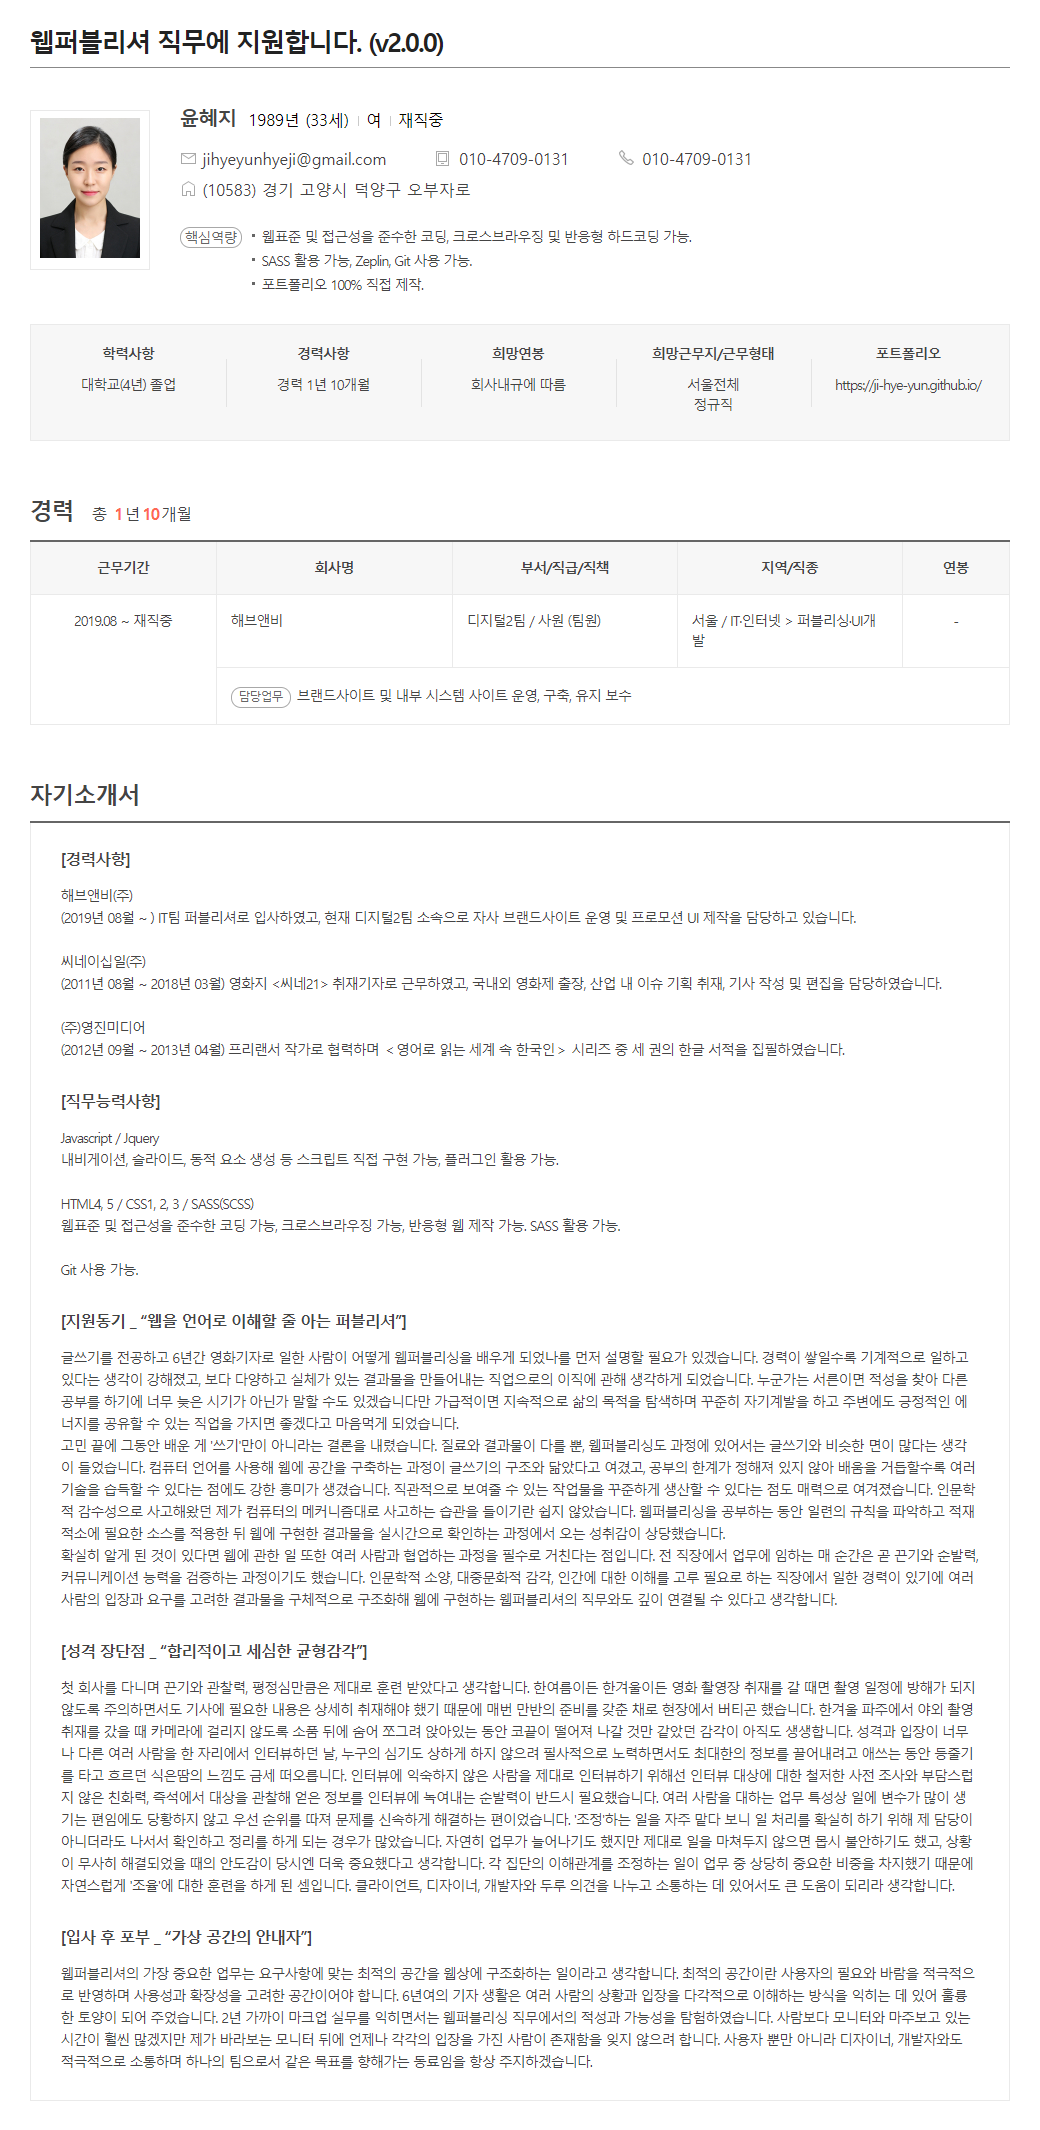 웹퍼블리셔 직무에 지원합니다. (v2.0.0)
윤혜지 1989년 (33세) 여 재직중
jihyeyunhyeji@gmail.com 010-4709-0131 010-4709-0131
(10583) 경기 고양시 덕양구 오부자로
핵심역량 · 웹표준 및 접근성을 준수한 코딩, 크로스브라우징 및 반응형 하드코딩 가능.
· SASS 활용 가능, Zeplin, Git 사용 가능.
· 포트폴리오 100% 직접 제작.
학력사항 경력사항 희망연봉 희망근무지/근무형태 포트폴리오
대학교(4년) 졸업 경력 1년 10개월 회사내규에 따름 서울전체 https://ji-hye-yun.github.io/
정규직
경력 총 1년 10개월
근무기간 회사명 부서/직급/직책 지역/직종 연봉
2019.08 ~ 재직중 해브앤비 디지털2팀 / 사원 (팀원) 서울 / IT·인터넷 > 퍼블리싱·UI개 -
발
담당업무 브랜드사이트 및 내부 시스템 사이트 운영, 구축, 유지 보수
자기소개서
[경력사항]
해브앤비(주)
(2019년 08월 ~ ) IT팀 퍼블리셔로 입사하였고, 현재 디지털2팀 소속으로 자사 브랜드사이트 운영 및 프로모션 UI 제작을 담당하고 있습니다.
씨네이십일(주)
(2011년 08월 ~ 2018년 03월) 영화지 <씨네21> 취재기자로 근무하였고, 국내외 영화제 출장, 산업 내 이슈 기획 취재, 기사 작성 및 편집을 담당하였습니다.
(주)영진미디어
(2012년 09월 ~ 2013년 04월) 프리랜서 작가로 협력하며 < 영어로 읽는 세계 속 한국인 > 시리즈 중 세 권의 한글 서적을 집필하였습니다.
[직무능력사항]
Javascript / Jquery
내비게이션, 슬라이드, 동적 요소 생성 등 스크립트 직접 구현 가능, 플러그인 활용 가능.
HTML4, 5 / CSS1, 2, 3 / SASS(SCSS)
웹표준 및 접근성을 준수한 코딩 가능, 크로스브라우징 가능, 반응형 웹 제작 가능. SASS 활용 가능.
Git 사용 가능.
[지원동기 _ “웹을 언어로 이해할 줄 아는 퍼블리셔”]
글쓰기를 전공하고 6년간 영화기자로 일한 사람이 어떻게 웹퍼블리싱을 배우게 되었나를 먼저 설명할 필요가 있겠습니다. 경력이 쌓일수록 기계적으로 일하고
있다는 생각이 강해졌고, 보다 다양하고 실체가 있는 결과물을 만들어내는 직업으로의 이직에 관해 생각하게 되었습니다. 누군가는 서른이면 적성을 찾아 다른
공부를 하기에 너무 늦은 시기가 아닌가 말할 수도 있겠습니다만 가급적이면 지속적으로 삶의 목적을 탐색하며 꾸준히 자기계발을 하고 주변에도 긍정적인 에
너지를 공유할 수 있는 직업을 가지면 좋겠다고 마음먹게 되었습니다.
고민 끝에 그동안 배운 게 '쓰기'만이 아니라는 결론을 내렸습니다. 질료와 결과물이 다를 뿐, 웹퍼블리싱도 과정에 있어서는 글쓰기와 비슷한 면이 많다는 생각
이 들었습니다. 컴퓨터 언어를 사용해 웹에 공간을 구축하는 과정이 글쓰기의 구조와 닮았다고 여겼고, 공부의 한계가 정해져 있지 않아 배움을 거듭할수록 여러
기술을 습득할 수 있다는 점에도 강한 흥미가 생겼습니다. 직관적으로 보여줄 수 있는 작업물을 꾸준하게 생산할 수 있다는 점도 매력으로 여겨졌습니다. 인문학
적 감수성으로 사고해왔던 제가 컴퓨터의 메커니즘대로 사고하는 습관을 들이기란 쉽지 않았습니다. 웹퍼블리싱을 공부하는 동안 일련의 규칙을 파악하고 적재
적소에 필요한 소스를 적용한 뒤 웹에 구현한 결과물을 실시간으로 확인하는 과정에서 오는 성취감이 상당했습니다.
확실히 알게 된 것이 있다면 웹에 관한 일 또한 여러 사람과 협업하는 과정을 필수로 거친다는 점입니다. 전 직장에서 업무에 임하는 매 순간은 곧 끈기와 순발력,
커뮤니케이션 능력을 검증하는 과정이기도 했습니다. 인문학적 소양, 대중문화적 감각, 인간에 대한 이해를 고루 필요로 하는 직장에서 일한 경력이 있기에 여러
사람의 입장과 요구를 고려한 결과물을 구체적으로 구조화해 웹에 구현하는 웹퍼블리셔의 직무와도 깊이 연결될 수 있다고 생각합니다.
[성격 장단점 _ “합리적이고 세심한 균형감각”]
첫 회사를 다니며 끈기와 관찰력, 평정심만큼은 제대로 훈련 받았다고 생각합니다. 한여름이든 한겨울이든 영화 촬영장 취재를 갈 때면 촬영 일정에 방해가 되지
않도록 주의하면서도 기사에 필요한 내용은 상세히 취재해야 했기 때문에 매번 만반의 준비를 갖춘 채로 현장에서 버티곤 했습니다. 한겨울 파주에서 야외 촬영
취재를 갔을 때 카메라에 걸리지 않도록 소품 뒤에 숨어 쪼그려 앉아있는 동안 코끝이 떨어져 나갈 것만 같았던 감각이 아직도 생생합니다. 성격과 입장이 너무
나 다른 여러 사람을 한 자리에서 인터뷰하던 날, 누구의 심기도 상하게 하지 않으려 필사적으로 노력하면서도 최대한의 정보를 끌어내려고 애쓰는 동안 등줄기
를 타고 흐르던 식은땀의 느낌도 금세 떠오릅니다. 인터뷰에 익숙하지 않은 사람을 제대로 인터뷰하기 위해선 인터뷰 대상에 대한 철저한 사전 조사와 부담스럽
지 않은 친화력, 즉석에서 대상을 관찰해 얻은 정보를 인터뷰에 녹여내는 순발력이 반드시 필요했습니다. 여러 사람을 대하는 업무 특성상 일에 변수가 많이 생
기는 편임에도 당황하지 않고 우선 순위를 따져 문제를 신속하게 해결하는 편이었습니다. '조정'하는 일을 자주 맡다 보니 일 처리를 확실히 하기 위해 제 담당이
아니더라도 나서서 확인하고 정리를 하게 되는 경우가 많았습니다. 자연히 업무가 늘어나기도 했지만 제대로 일을 마쳐두지 않으면 몹시 불안하기도 했고, 상황
이 무사히 해결되었을 때의 안도감이 당시엔 더욱 중요했다고 생각합니다. 각 집단의 이해관계를 조정하는 일이 업무 중 상당히 중요한 비중을 차지했기 때문에
자연스럽게 '조율'에 대한 훈련을 하게 된 셈입니다. 클라이언트, 디자이너, 개발자와 두루 의견을 나누고 소통하는 데 있어서도 큰 도움이 되리라 생각합니다.
[입사 후 포부 _ “가상 공간의 안내자”]
웹퍼블리셔의 가장 중요한 업무는 요구사항에 맞는 최적의 공간을 웹상에 구조화하는 일이라고 생각합니다. 최적의 공간이란 사용자의 필요와 바람을 적극적으
로 반영하며 사용성과 확장성을 고려한 공간이어야 합니다. 6년여의 기자 생활은 여러 사람의 상황과 입장을 다각적으로 이해하는 방식을 익히는 데 있어 훌륭
한 토양이 되어 주었습니다. 2년 가까이 마크업 실무를 익히면서는 웹퍼블리싱 직무에서의 적성과 가능성을 탐험하였습니다. 사람보다 모니터와 마주보고 있는
시간이 훨씬 많겠지만 제가 바라보는 모니터 뒤에 언제나 각각의 입장을 가진 사람이 존재함을 잊지 않으려 합니다. 사용자 뿐만 아니라 디자이너, 개발자와도
적극적으로 소통하며 하나의 팀으로서 같은 목표를 향해가는 동료임을 항상 주지하겠습니다.